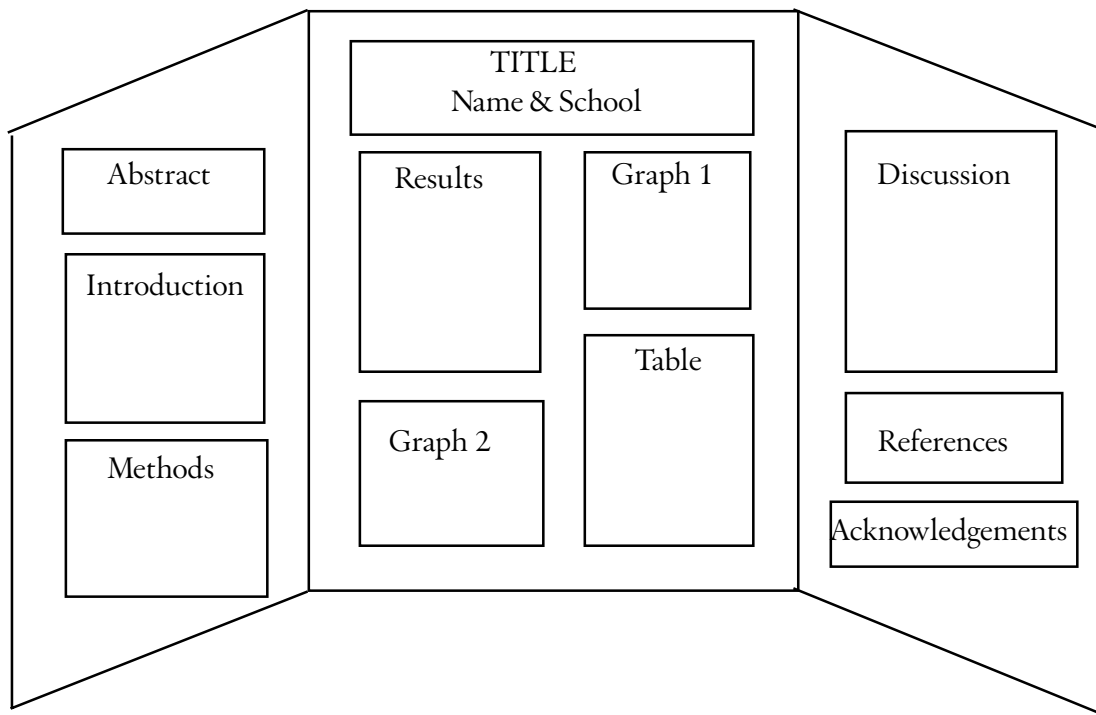 TITLE
Name & School
Abstract
Introduction
Methods
Results
Graph 1
Graph 2
Table
Discussion
References
Acknowledgements